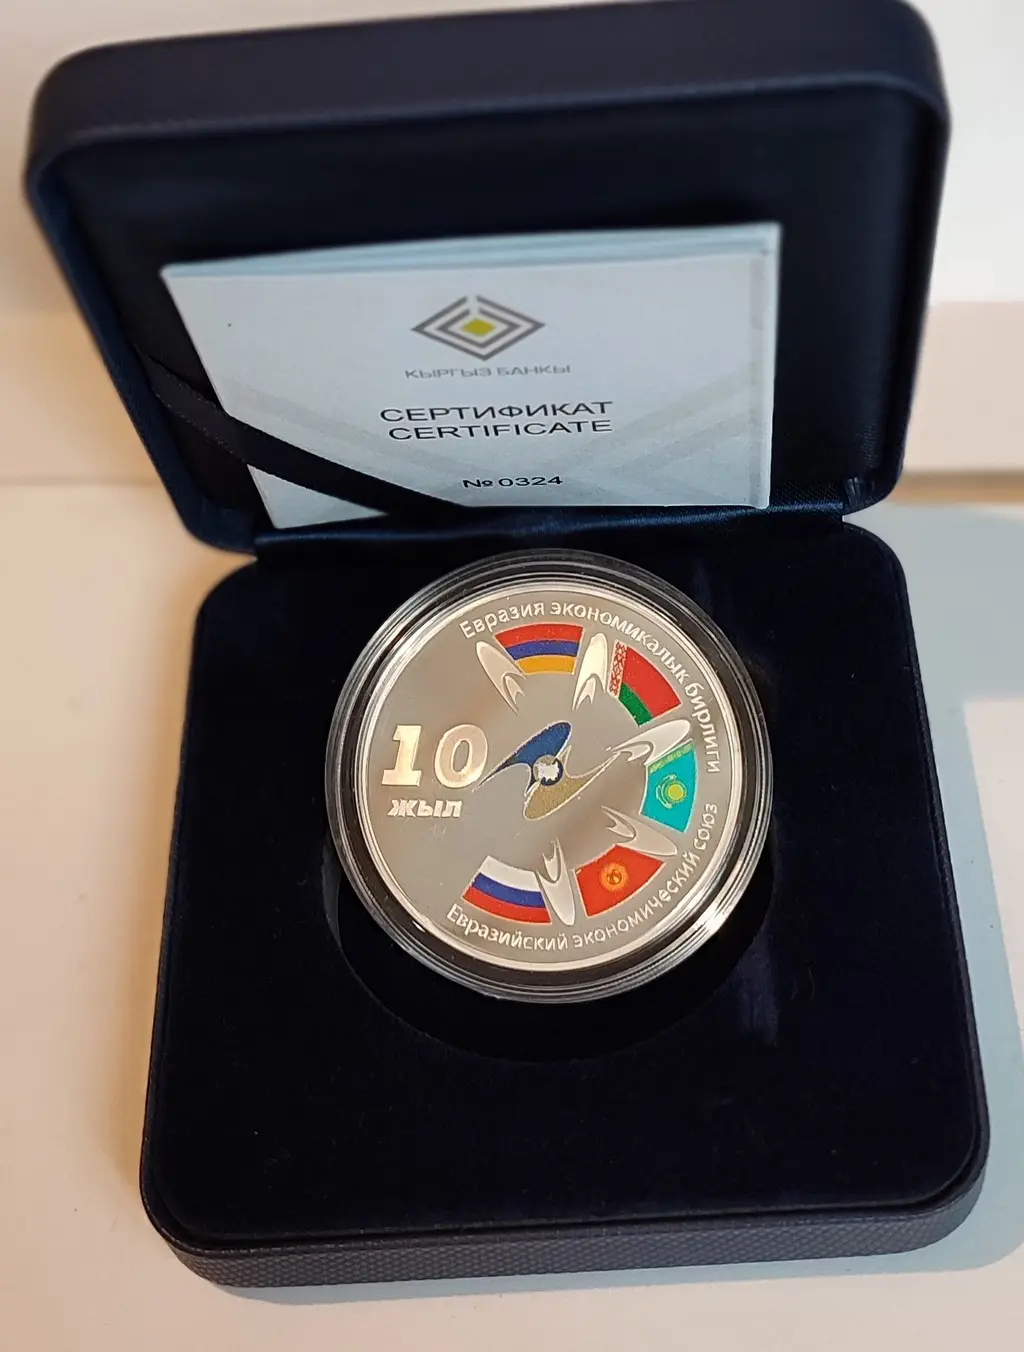 КЫРГЫЗ БАНКЫ
СЕРТИФИКАТ
CERTIFICATE
№ 0324
Евразия экономикалык бирлиги
10
жыл
Евразийский экономический союз